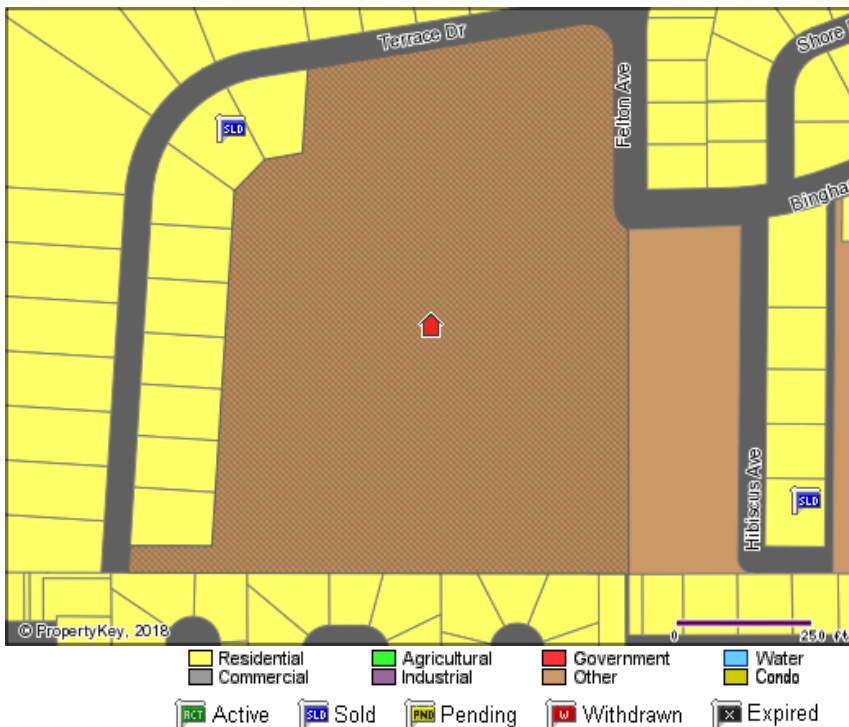 Terrace Dr
Felton Ave
Shore
Bingha
SLD
Hibiscus Ave
SLD
© PropertyKey, 2018
0 250 ft
Residential Agricultural Government Water
Commercial Industrial Other Condo
ACT Active SLD Sold PND Pending W Withdrawn X Expired